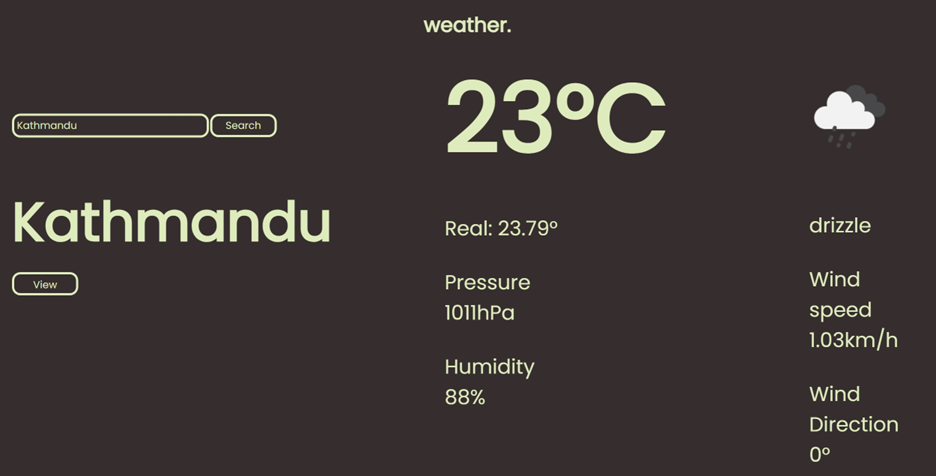 weather.
Kathmandu
Search
Kathmandu
View
23°C
Real: 23.79°
Pressure
1011hPa
Humidity
88%
drizzle
Wind
speed
1.03km/h
Wind
Direction
0°